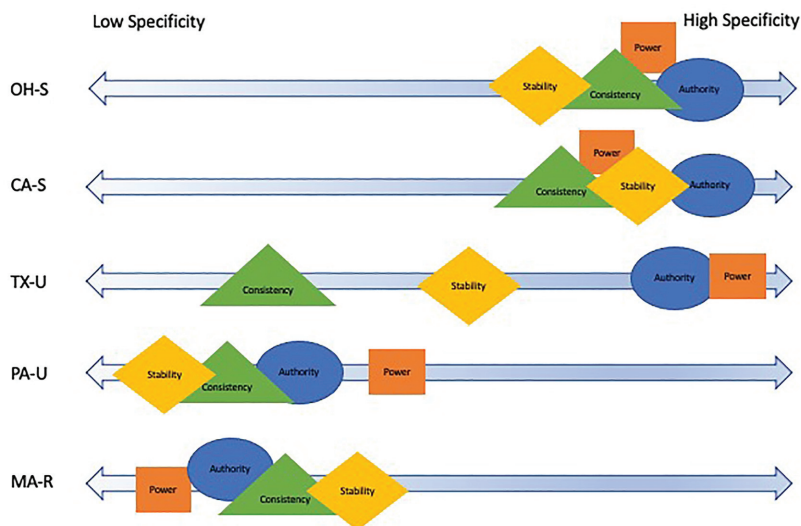 Low Specificity
High Specificity
OH-S
Stability
Consistency
Power
Authority
CA-S
Consistency
Power
Stability
Authority
TX-U
Consistency
Stability
Authority
Power
PA-U
Stability
Consistency
Authority
Power
MA-R
Power
Authority
Consistency
Stability